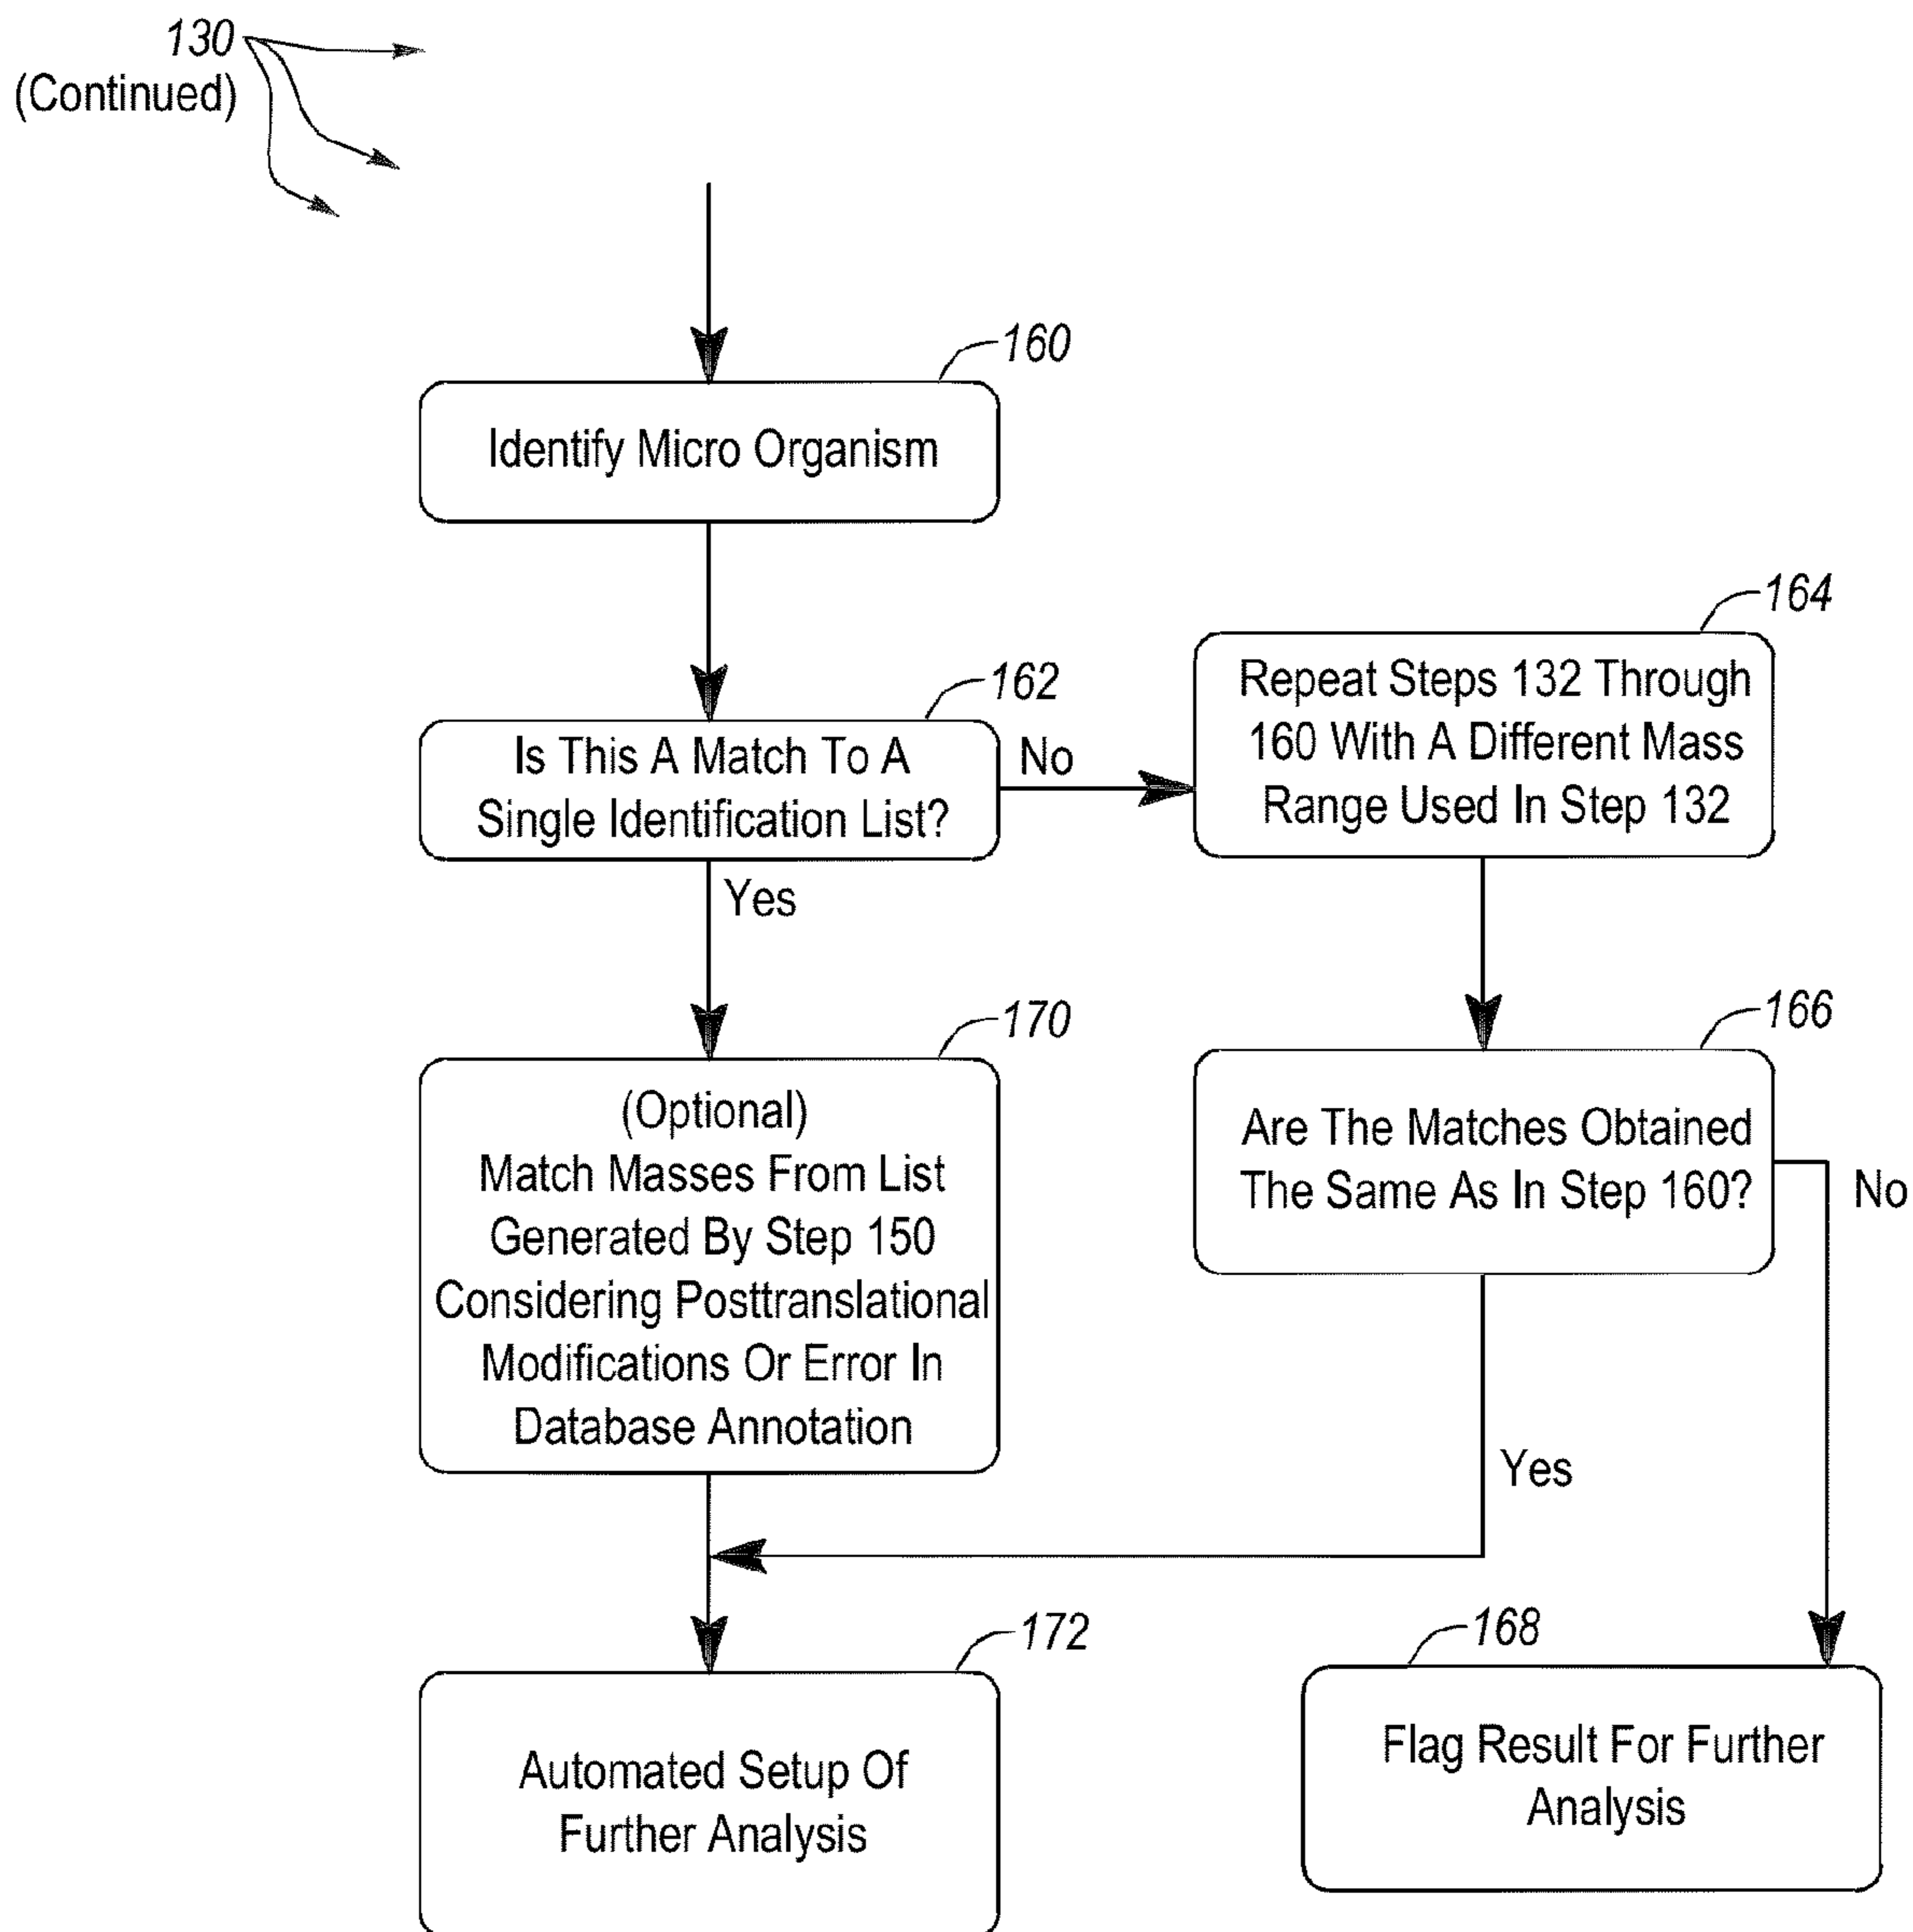 130
(Continued)
160
Identify Micro Organism
162
Is This A Match To A
Single Identification List?
No
Yes
164
Repeat Steps 132 Through
160 With A Different Mass
Range Used In Step 132
170
(Optional)
Match Masses From List
Generated By Step 150
Considering Posttranslational
Modifications Or Error In
Database Annotation
166
Are The Matches Obtained
The Same As In Step 160?
No
Yes
172
Automated Setup Of
Further Analysis
168
Flag Result For Further
Analysis